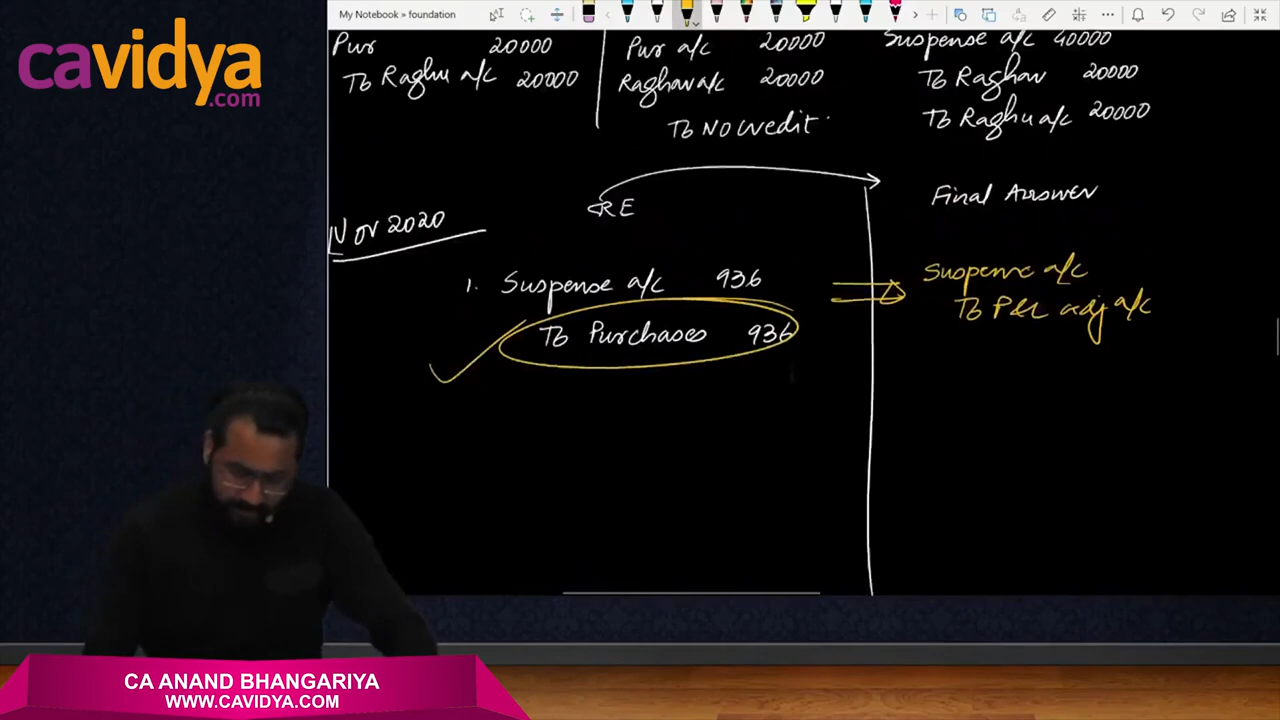 cavidya
.com
My Notebook » foundation
Pur 20000
To Raghu a/c 20000
Pur a/c 20000
Raghav a/c 20000
To No credit
Suspense a/c 40000
To Raghav 20000
To Raghu a/c 20000
Nov 2020
RE
Final Answer
1. Suspense a/c 936
To Purchases 936
Suspense a/c
To P&L adj a/c
CA ANAND BHANGARIYA
WWW.CAVIDYA.COM